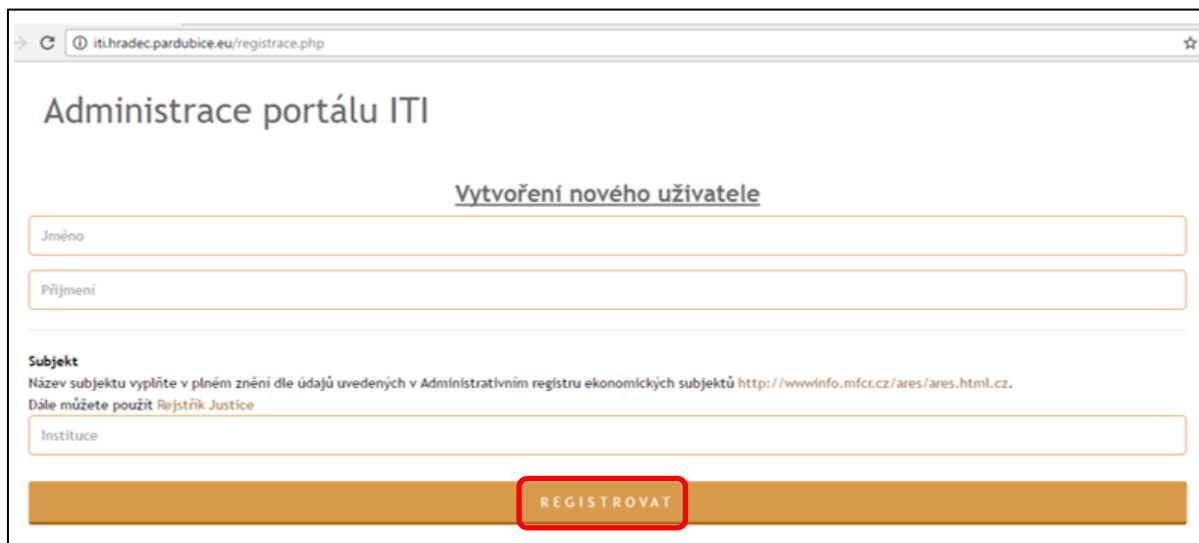 iti.hradec.pardubice.eu/registrace.php
Administrace portálu ITI
Vytvoření nového uživatele
Jméno
Příjmení
Subjekt
Název subjektu vyplňte v plném znění dle údajů uvedených v Administrativním registru ekonomických subjektů http://wwwinfo.mfcr.cz/ares/ares.html.cz.
Dále můžete použít Rejstřík Justice
Instituce
REGISTROVAT